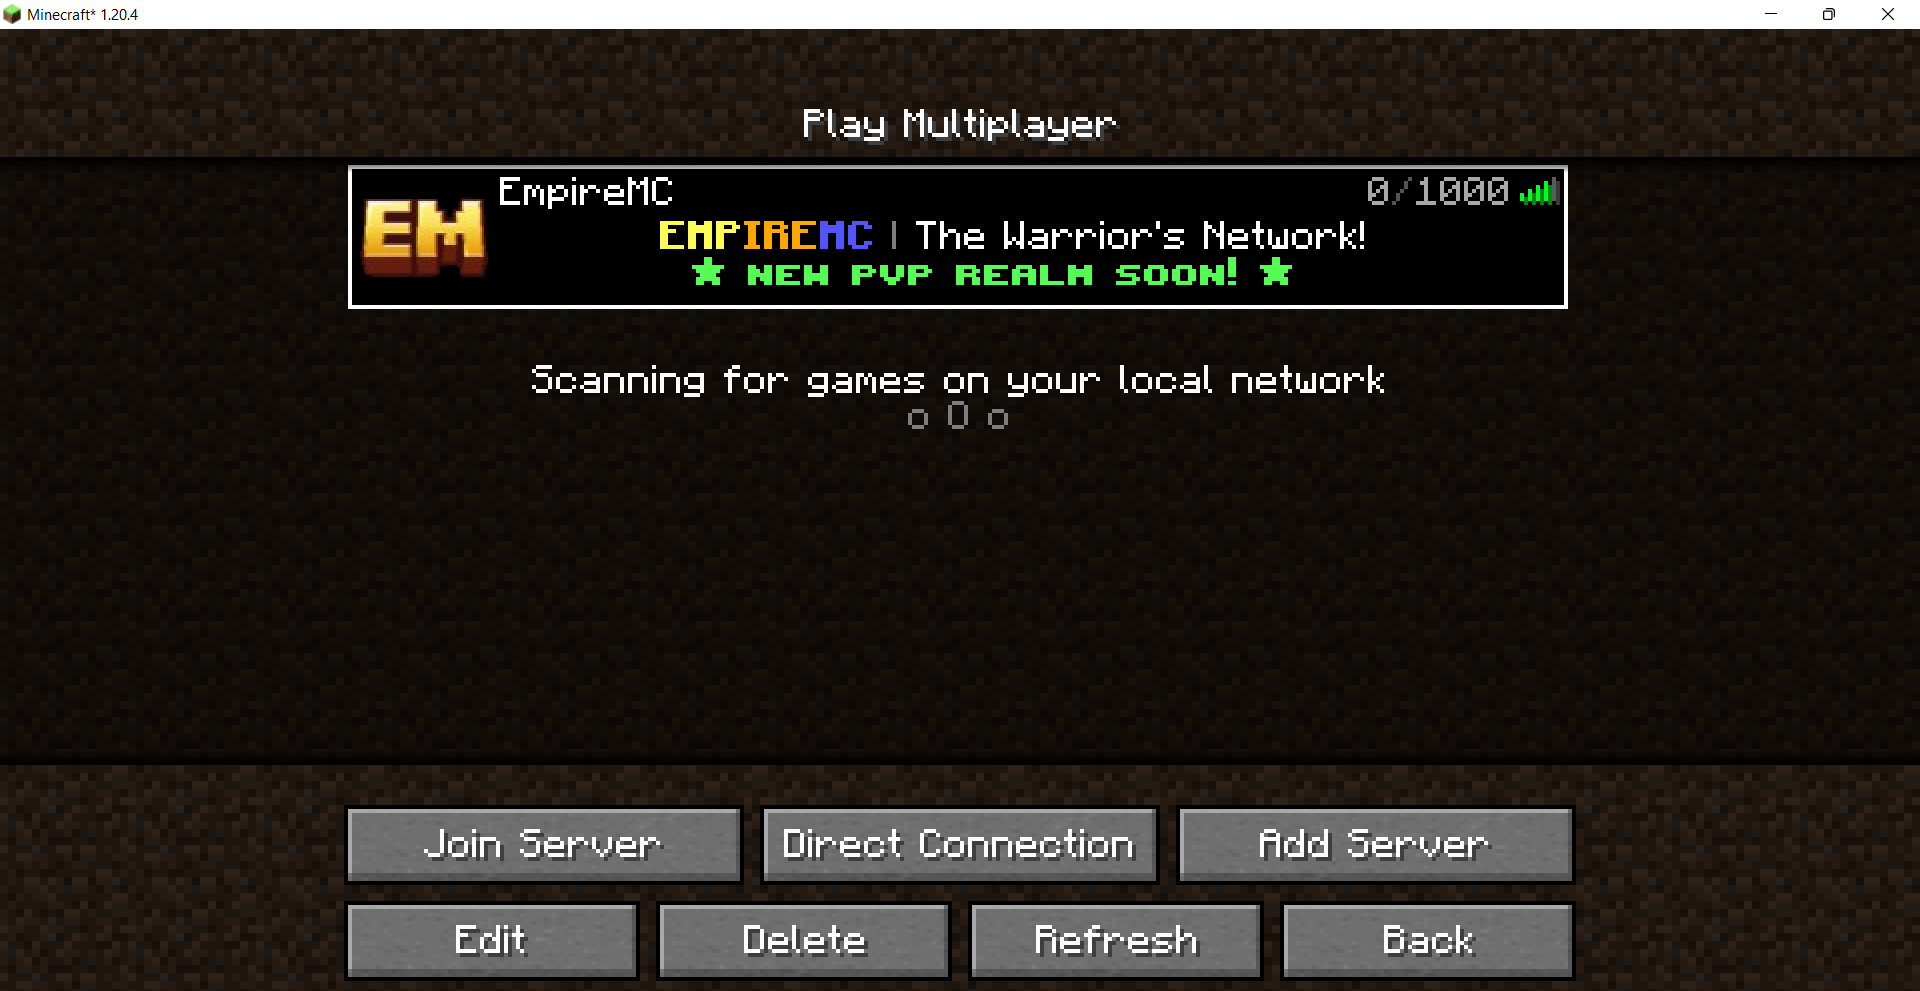 Minecraft* 1.20.4
Play Multiplayer
EM
EmpireMC 0/1000
EMPIREMC | The Warrior's Network!
★ NEW PVP REALM SOON! ★
Scanning for games on your local network
o O o
Join Server Direct Connection Add Server
Edit Delete Refresh Back